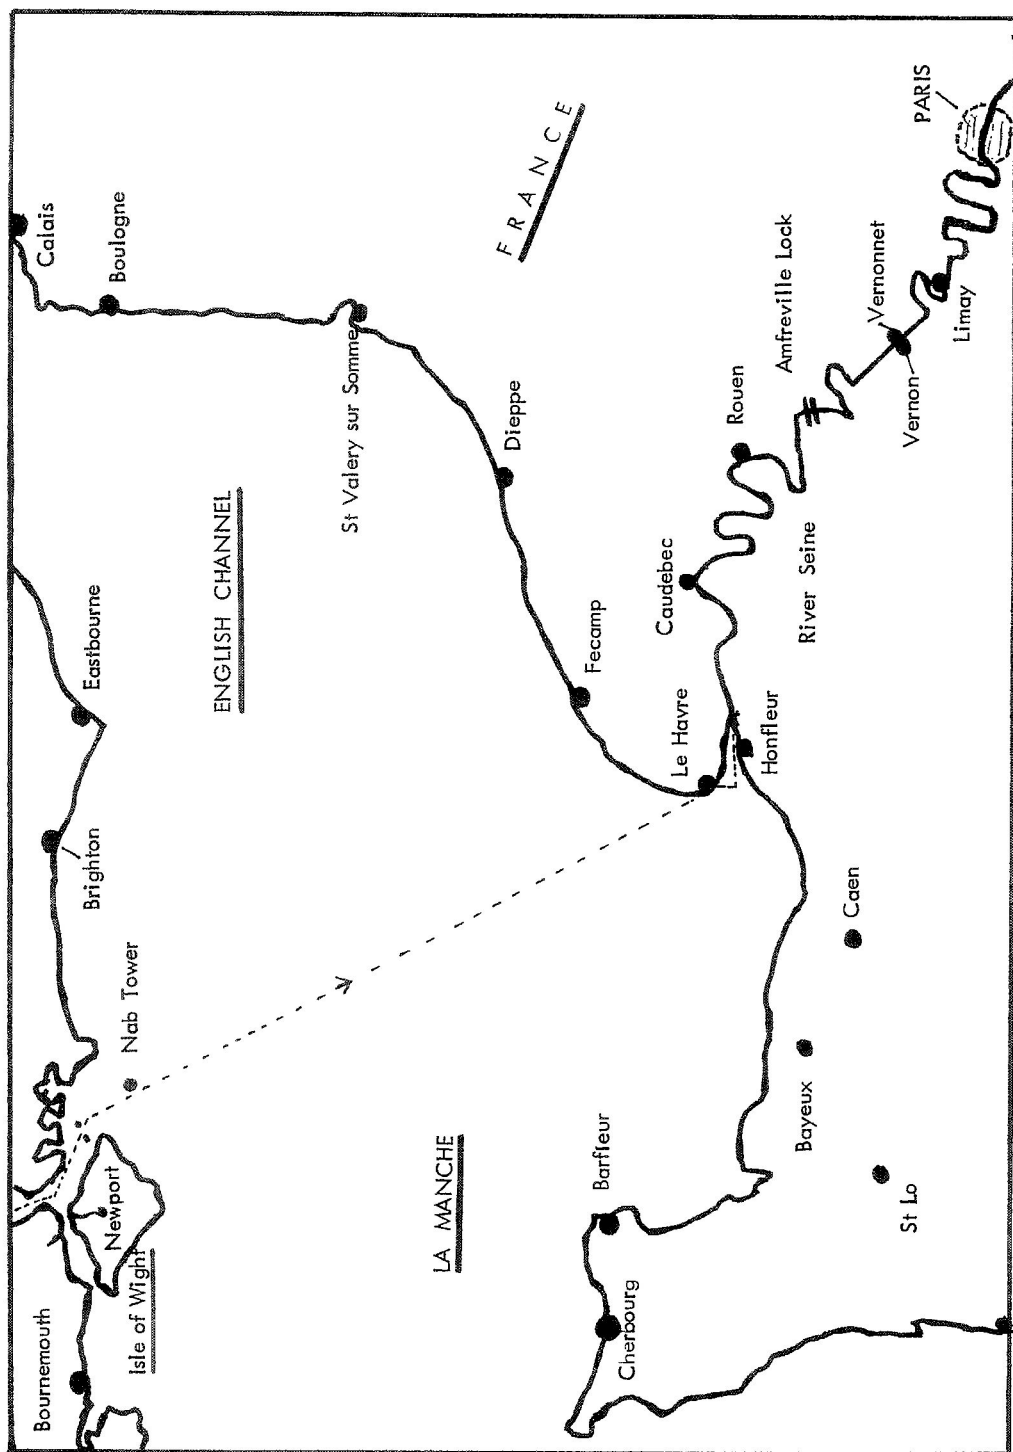 Bournemouth
Newport
Isle of Wight
Nab Tower
Brighton
Eastbourne
Calais
Boulogne
ENGLISH CHANNEL
LA MANCHE
St Valery sur Somme
Dieppe
FRANCE
Fecamp
Le Havre
Honfleur
Caudebec
Rouen
River Seine
Amfreville Lock
Vernonnet
Vernon
Limay
PARIS
Barfleur
Cherbourg
Bayeux
Caen
St Lo